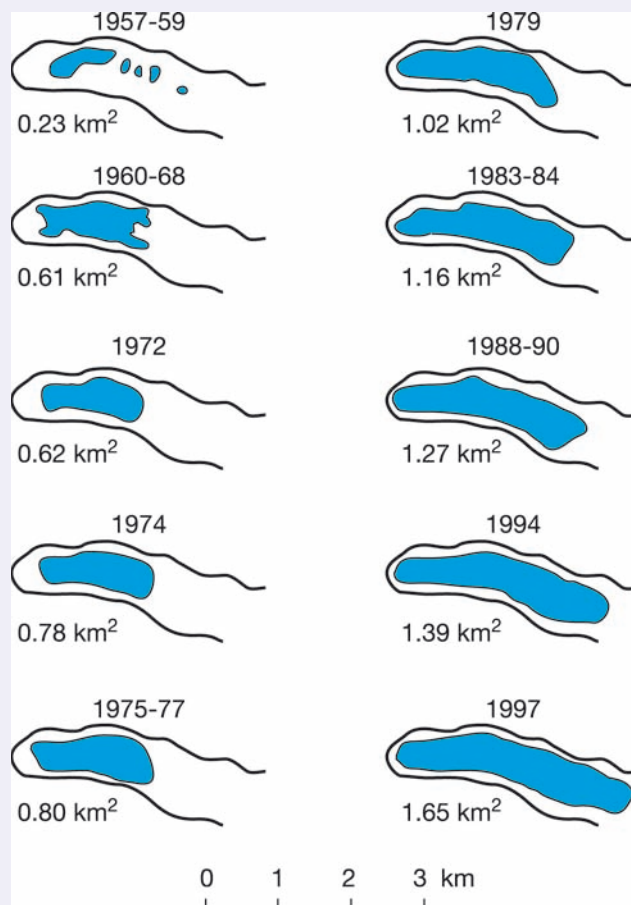 1957-59
0.23 km²
1960-68
0.61 km²
1972
0.62 km²
1974
0.78 km²
1975-77
0.80 km²
1979
1.02 km²
1983-84
1.16 km²
1988-90
1.27 km²
1994
1.39 km²
1997
1.65 km²
0 1 2 3 km